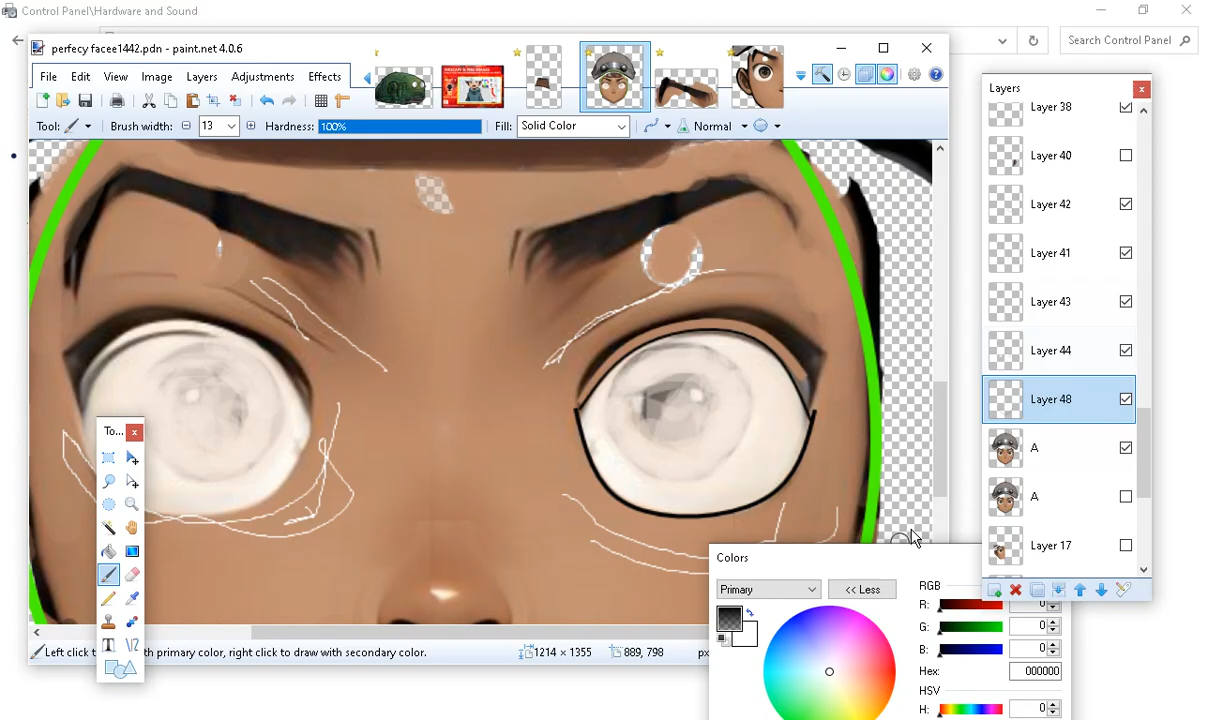 Control Panel\Hardware and Sound
Search Control Panel
perfecy facee1442.pdn - paint.net 4.0.6
File Edit View Image Adjustments Effects
Tool: Brush width: 13 Hardness: 100% Fill: Solid Color Normal
Layers
Layer 38
Layer 40
Layer 42
Layer 41
Layer 43
Layer 44
Layer 48
A
A
Layer 17
To...
Colors
Primary << Less RGB
R: 0
G: 0
B: 0
Hex: 000000
HSV
H: 0
Left click to draw with primary color, right click to draw with secondary color. 1214 × 1355 889, 798 px